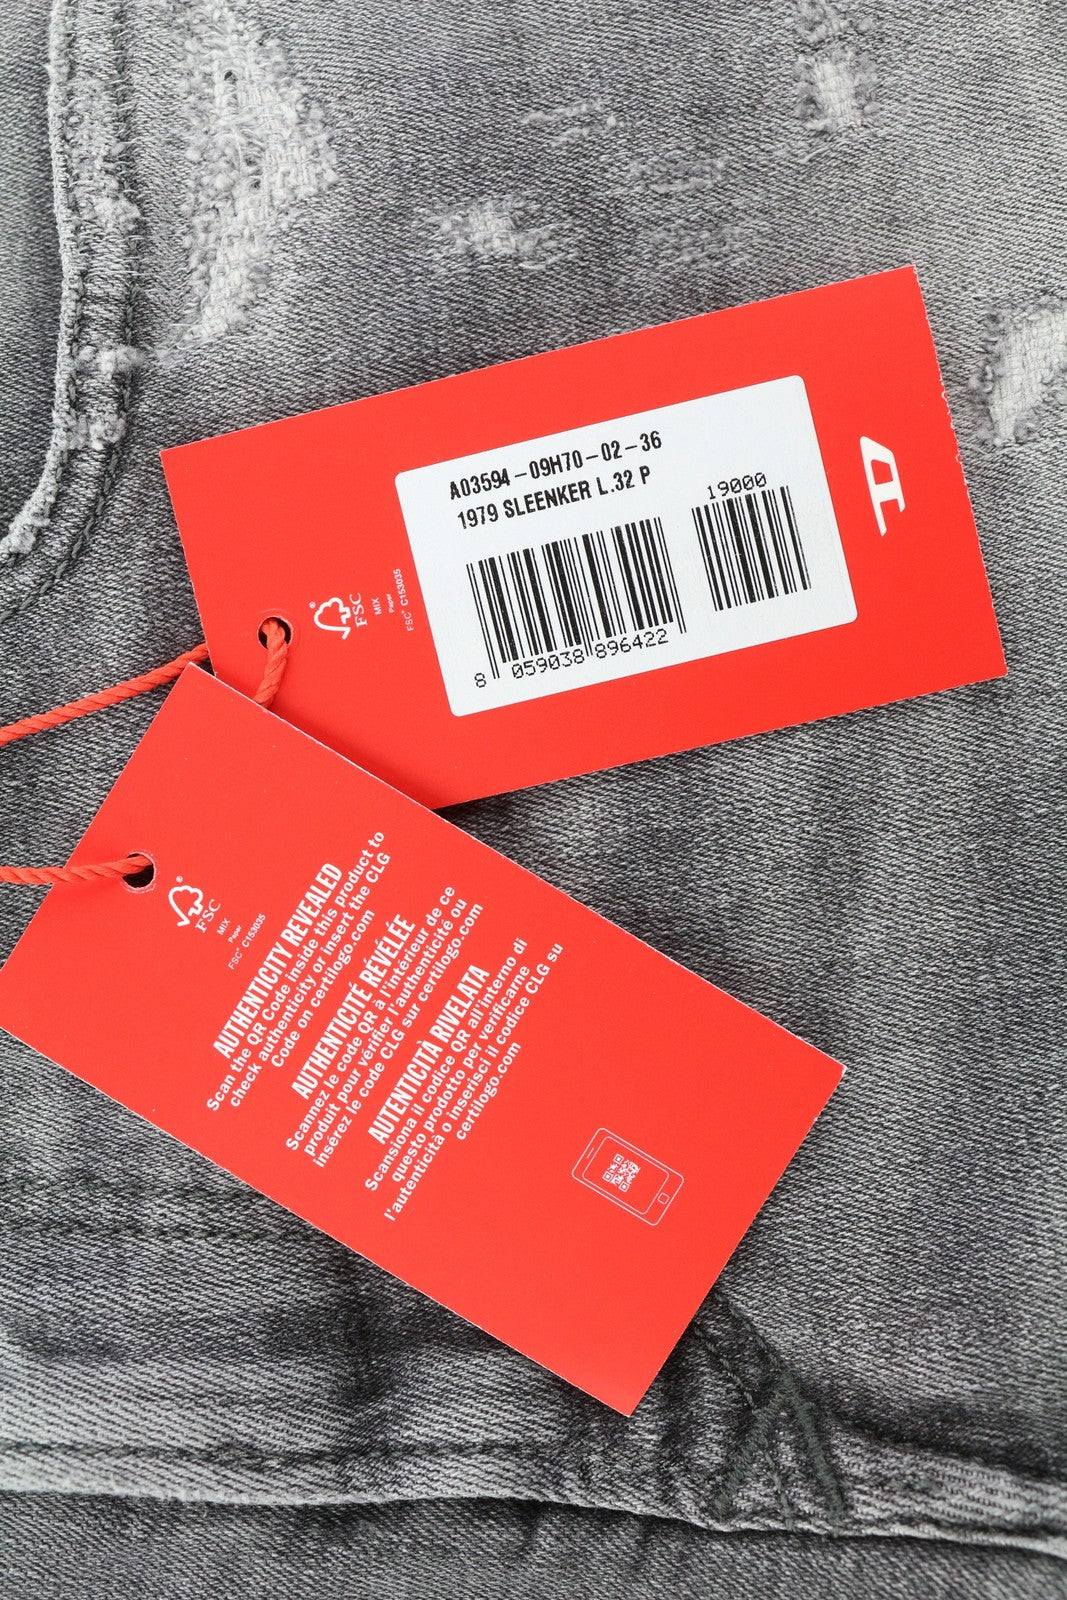 A03594-09H70-02-36
1979 SLEENKER L.32 P
19000
8 059038 896422
FSC
MIX
Paper
FSC® C153035
D
FSC
MIX
Paper
FSC® C153035
AUTHENTICITY REVEALED
Scan the QR Code inside this product to
check authenticity or insert the CLG
Code on certilogo.com
AUTHENTICITÉ RÉVÉLÉE
Scannez le code QR à l'intérieur de ce
produit pour vérifier l'authenticité ou
insérez le code CLG sur certilogo.com
AUTENTICITÀ RIVELATA
Scansiona il codice QR all'interno di
questo prodotto per verificarne
l'autenticità o inserisci il codice CLG su
certilogo.com